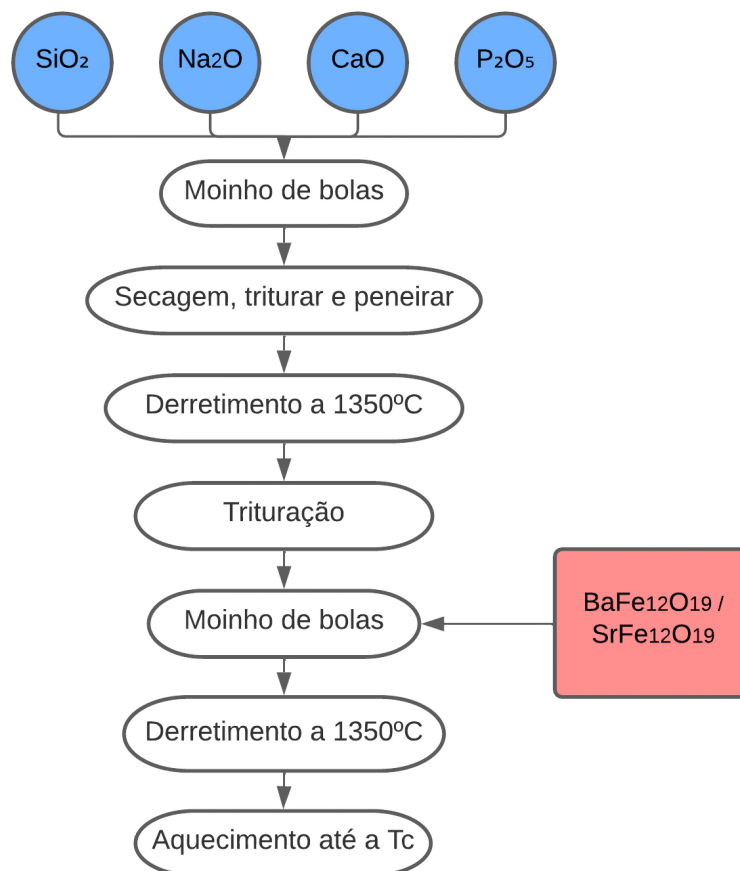 SiO₂
Na2O
CaO
P₂O₅
Moinho de bolas
Secagem, triturar e peneirar
Derretimento a 1350ºC
Trituração
Moinho de bolas
BaFe12O19 /
SrFe12O19
Derretimento a 1350ºC
Aquecimento até a Tc